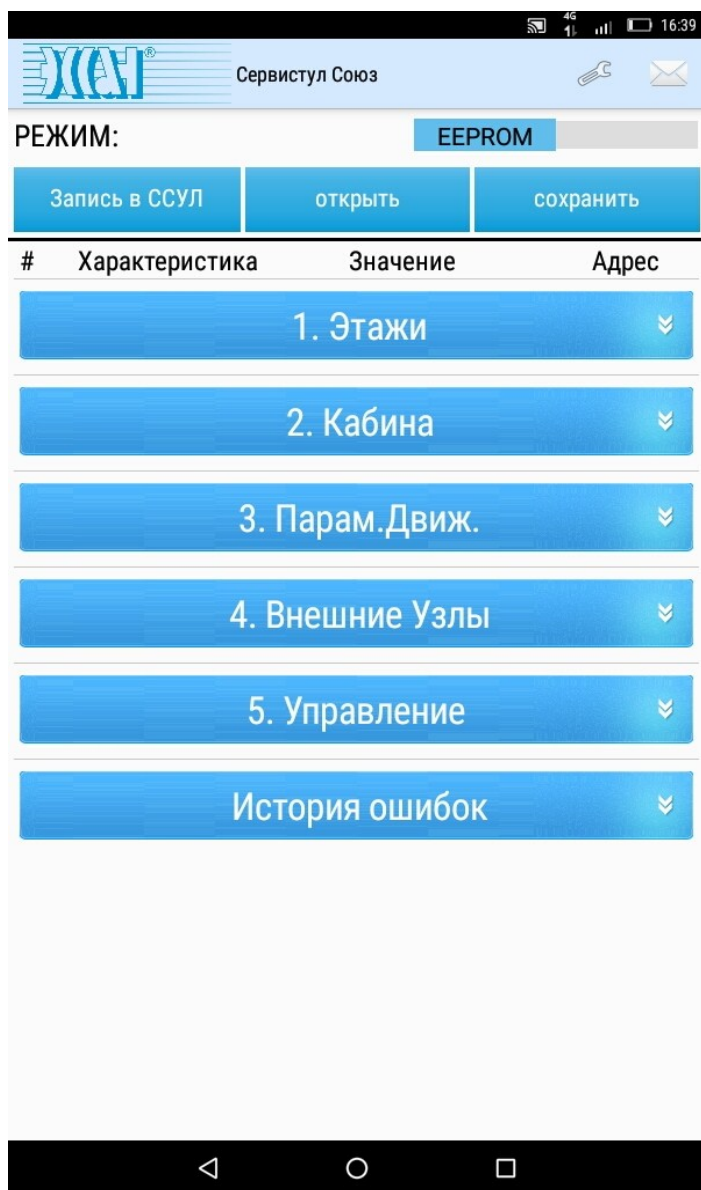 4G 16:39
ЭССАН® Сервистул Союз
РЕЖИМ: EEPROM
Запись в ССУЛ открыть сохранить
# Характеристика Значение Адрес
1. Этажи
2. Кабина
3. Парам.Движ.
4. Внешние Узлы
5. Управление
История ошибок